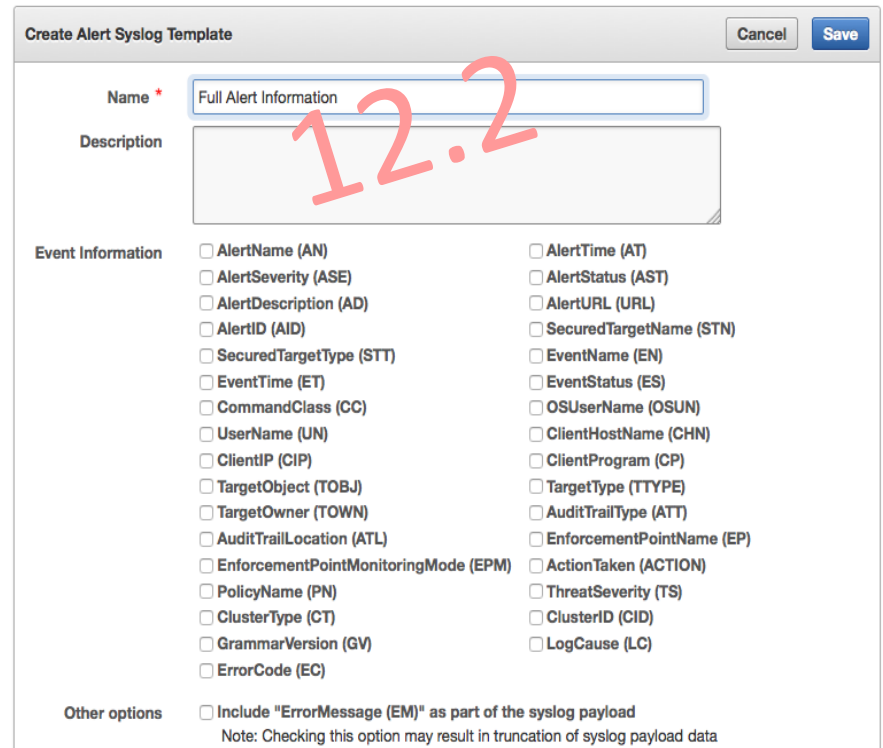 Create Alert Syslog Template
Cancel
Save
Name *
Full Alert Information
12.2
Description
Event Information
AlertName (AN)
AlertTime (AT)
AlertSeverity (ASE)
AlertStatus (AST)
AlertDescription (AD)
AlertURL (URL)
AlertID (AID)
SecuredTargetName (STN)
SecuredTargetType (STT)
EventName (EN)
EventTime (ET)
EventStatus (ES)
CommandClass (CC)
OSUserName (OSUN)
UserName (UN)
ClientHostName (CHN)
ClientIP (CIP)
ClientProgram (CP)
TargetObject (TOBJ)
TargetType (TTYPE)
TargetOwner (TOWN)
AuditTrailType (ATT)
AuditTrailLocation (ATL)
EnforcementPointName (EP)
EnforcementPointMonitoringMode (EPM)
ActionTaken (ACTION)
PolicyName (PN)
ThreatSeverity (TS)
ClusterType (CT)
ClusterID (CID)
GrammarVersion (GV)
LogCause (LC)
ErrorCode (EC)
Other options
Include "ErrorMessage (EM)" as part of the syslog payload
Note: Checking this option may result in truncation of syslog payload data